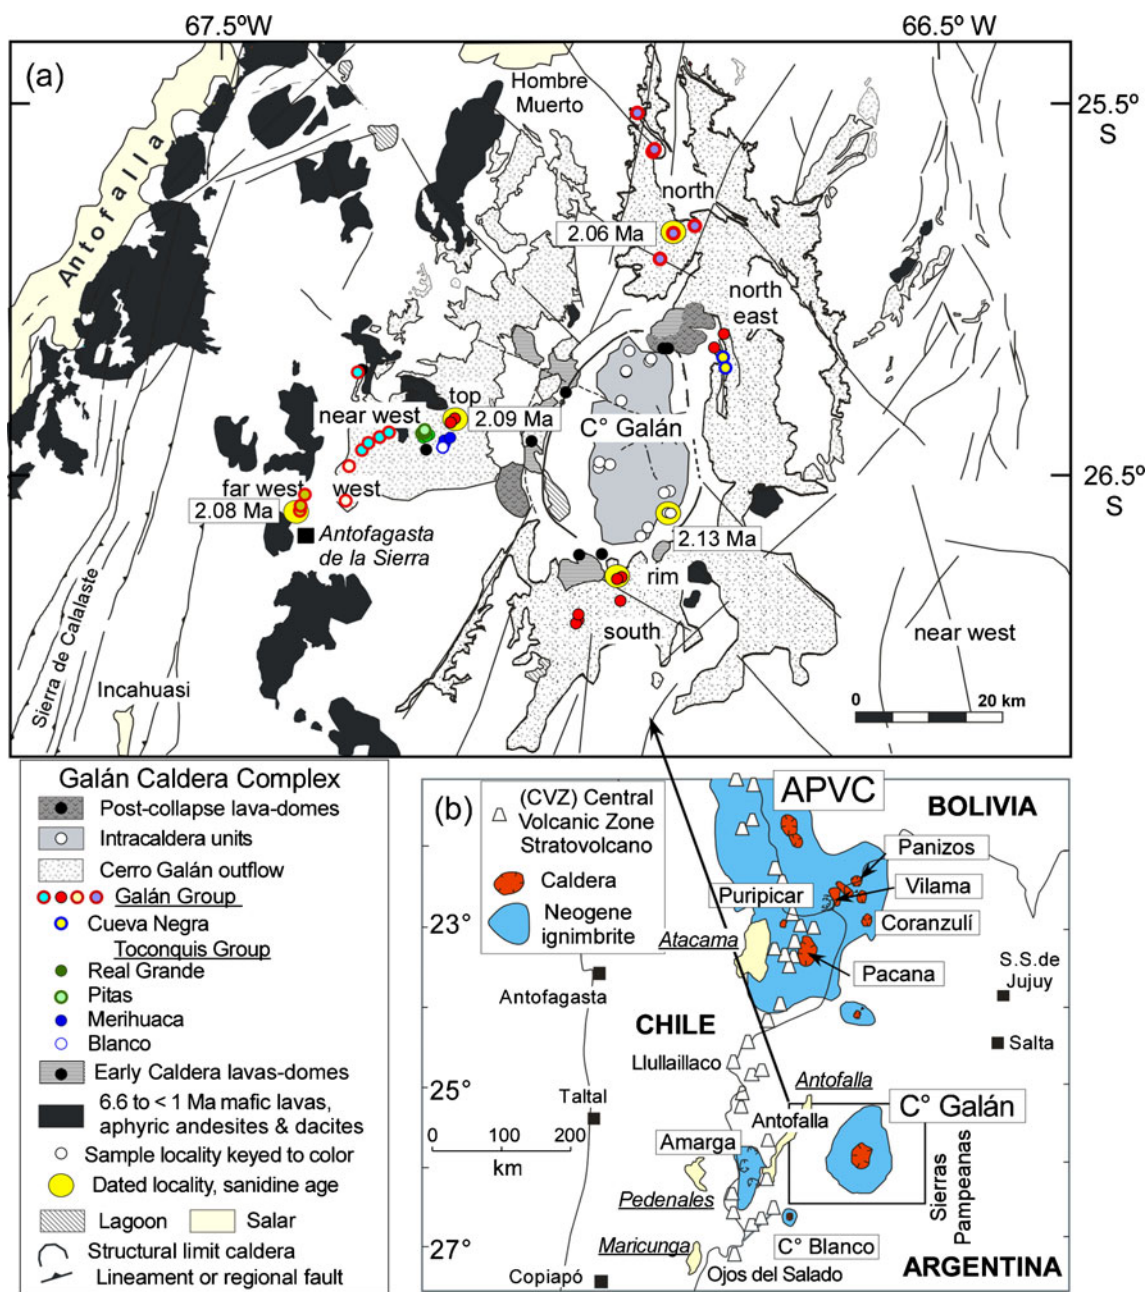 67.5º W
66.5º W
(a)
Hombre
Muerto
25.5º
S
Antofalla
north
2.06 Ma
north
east
top
near west
2.09 Ma
C° Galán
26.5º
S
far west
west
2.08 Ma
Antofagasta
de la Sierra
2.13 Ma
rim
south
near west
Sierra de Calalaste
Incahuasi
0
20 km
Galán Caldera Complex
Post-collapse lava-domes
Intracaldera units
Cerro Galán outflow
Galán Group
Cueva Negra
Toconquis Group
Real Grande
Pitas
Merihuaca
Blanco
Early Caldera lavas-domes
6.6 to < 1 Ma mafic lavas,
aphyric andesites & dacites
Sample locality keyed to color
Dated locality, sanidine age
Lagoon
Salar
Structural limit caldera
Lineament or regional fault
(b)
(CVZ) Central
Volcanic Zone
Stratovolcano
Caldera
Neogene
ignimbrite
APVC
BOLIVIA
Panizos
Puripicar
Vilama
Coranzulí
23°
Atacama
Pacana
S.S.de
Jujuy
Antofagasta
CHILE
Salta
Llullaillaco
25°
Taltal
Antofalla
C° Galán
Antofalla
0 100 200
km
Amarga
Sierras
Pampeanas
Pedenales
27°
Maricunga
C° Blanco
Copiapó
Ojos del Salado
ARGENTINA